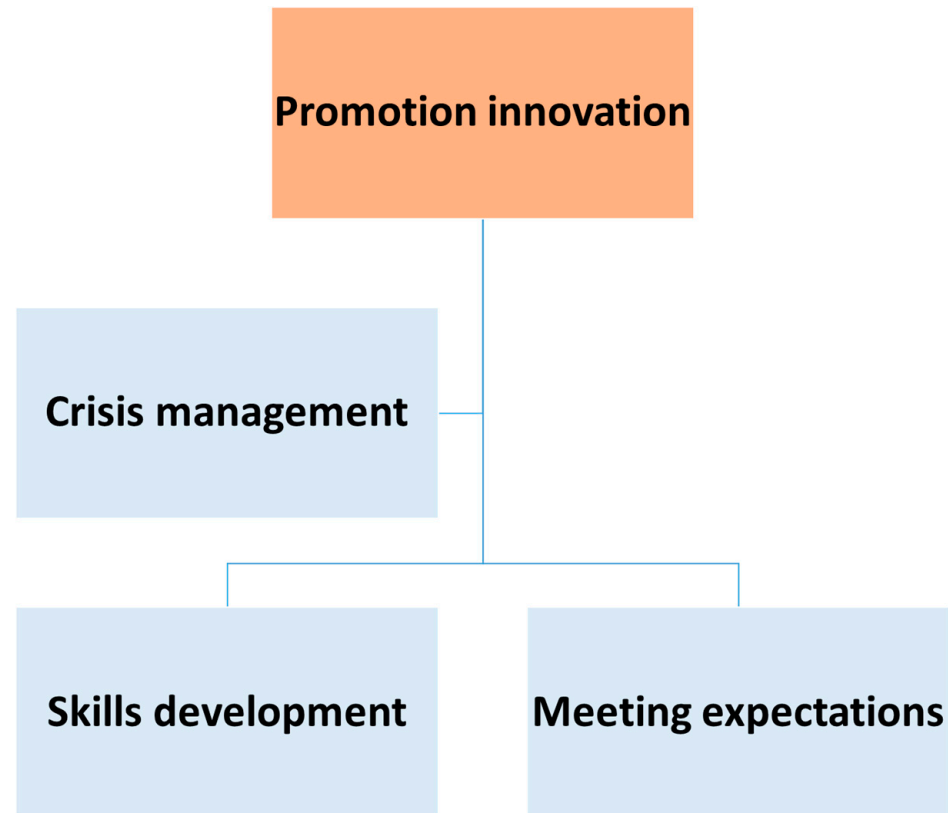 Promotion innovation
Crisis management
Skills development
Meeting expectations